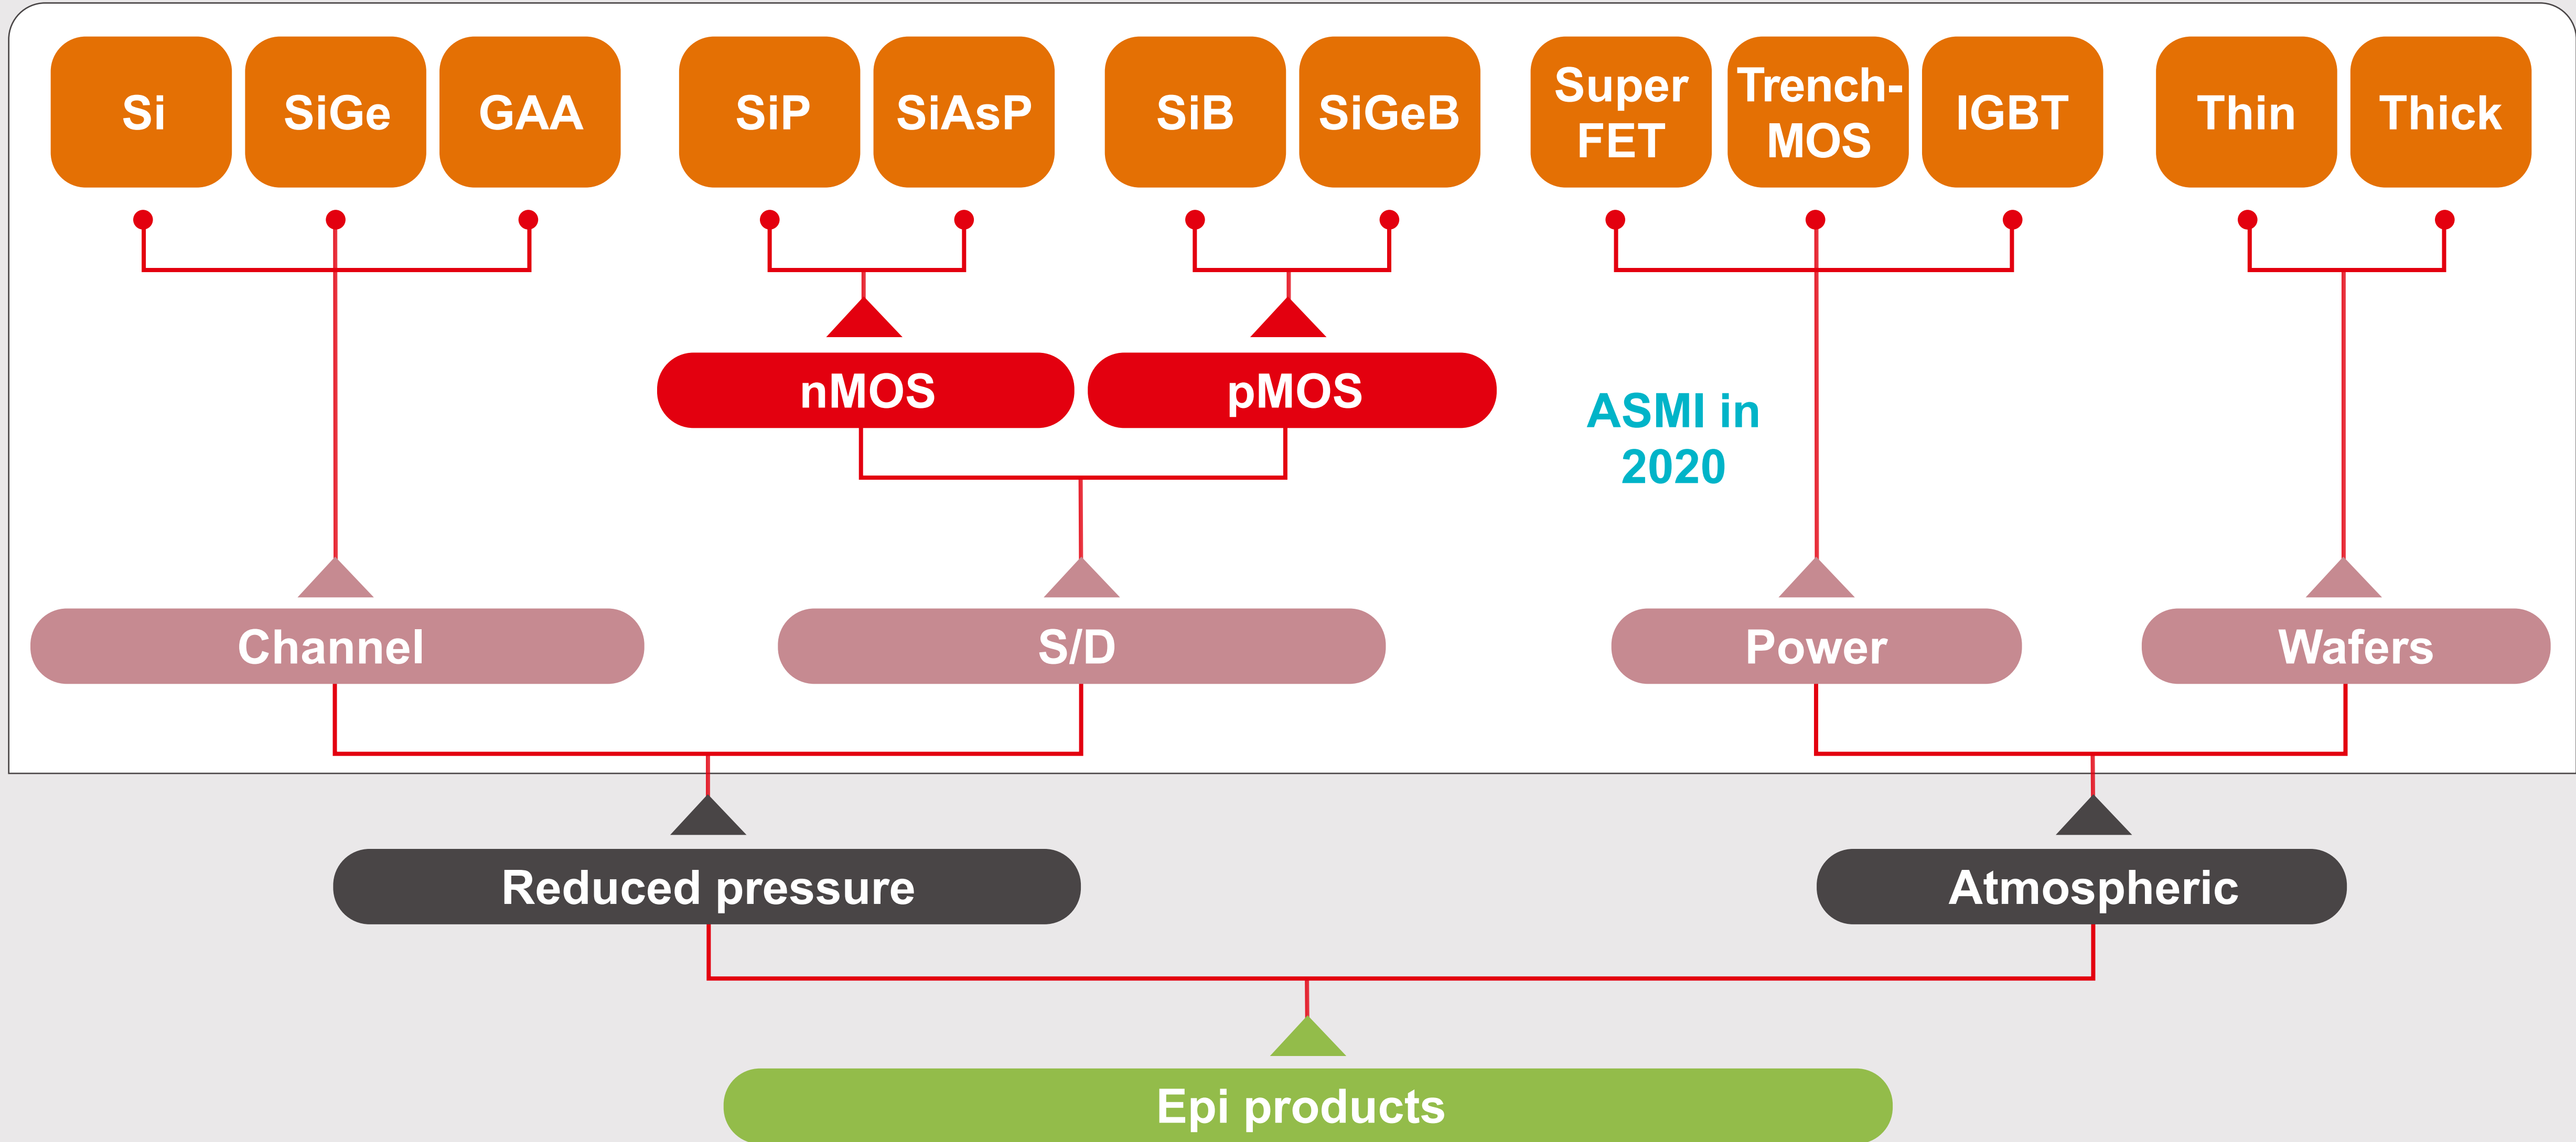 Si
SiGe
GAA
SiP
SiAsP
SiB
SiGeB
Super
FET
Trench-
MOS
IGBT
Thin
Thick
nMOS
pMOS
ASMI in
2020
Channel
S/D
Power
Wafers
Reduced pressure
Atmospheric
Epi products